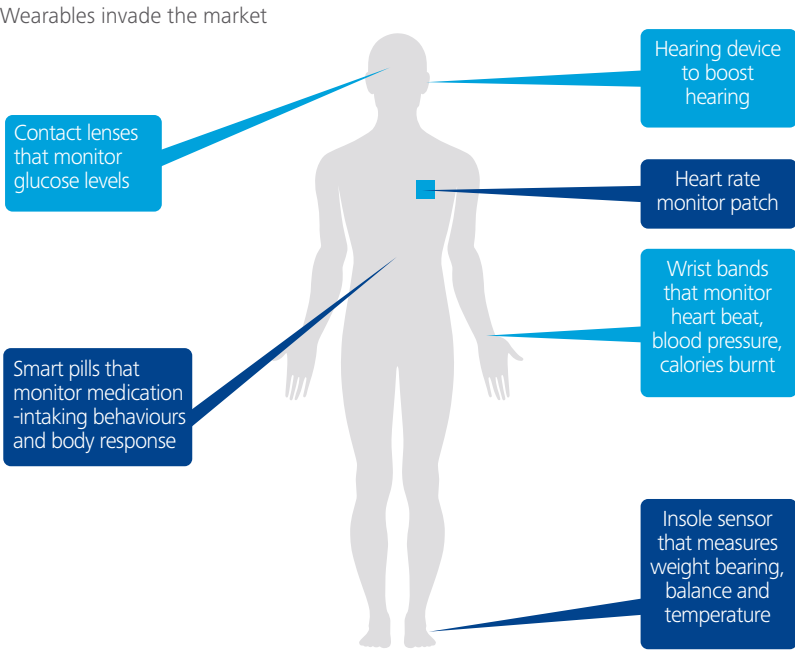 Wearables invade the market
Hearing device
to boost
hearing
Contact lenses
that monitor
glucose levels
Heart rate
monitor patch
Wrist bands
that monitor
heart beat,
blood pressure,
calories burnt
Smart pills that
monitor medication
-intaking behaviours
and body response
Insole sensor
that measures
weight bearing,
balance and
temperature